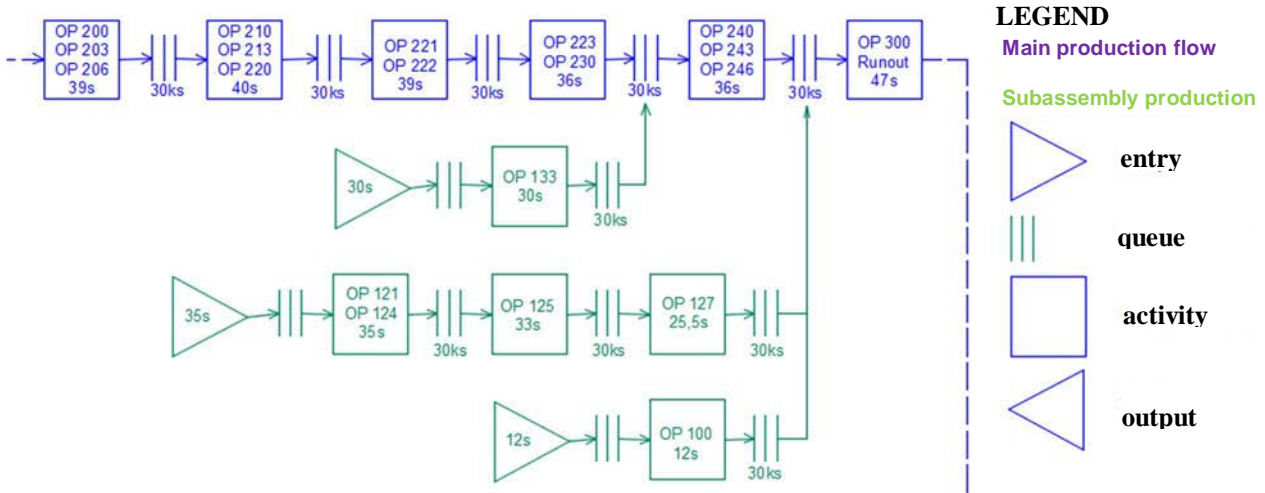 OP 200
OP 203
OP 206
39s
30ks
OP 210
OP 213
OP 220
40s
30ks
OP 221
OP 222
39s
30ks
OP 223
OP 230
36s
30ks
OP 240
OP 243
OP 246
36s
30ks
OP 300
Runout
47s
30s
OP 133
30s
30ks
35s
OP 121
OP 124
35s
30ks
OP 125
33s
30ks
OP 127
25,5s
30ks
12s
OP 100
12s
30ks
LEGEND
Main production flow
Subassembly production
entry
queue
activity
output